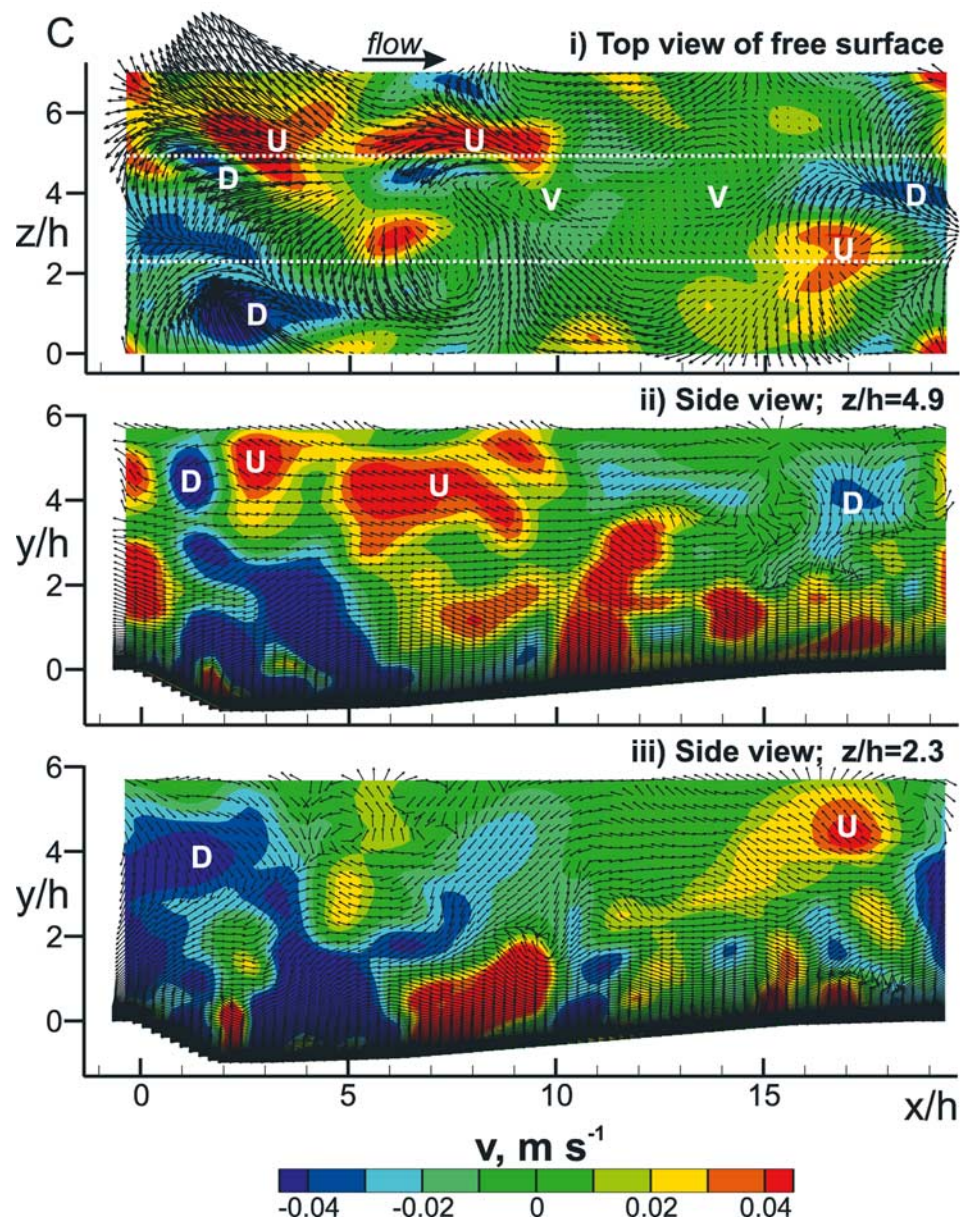 C
flow
i) Top view of free surface
6
4
2
0
z/h
U
U
D
V
V
D
U
D
ii) Side view; z/h=4.9
6
4
2
0
y/h
D
U
U
D
iii) Side view; z/h=2.3
6
4
2
0
y/h
D
U
0 5 10 15
x/h
v, m s⁻¹
-0.04 -0.02 0 0.02 0.04